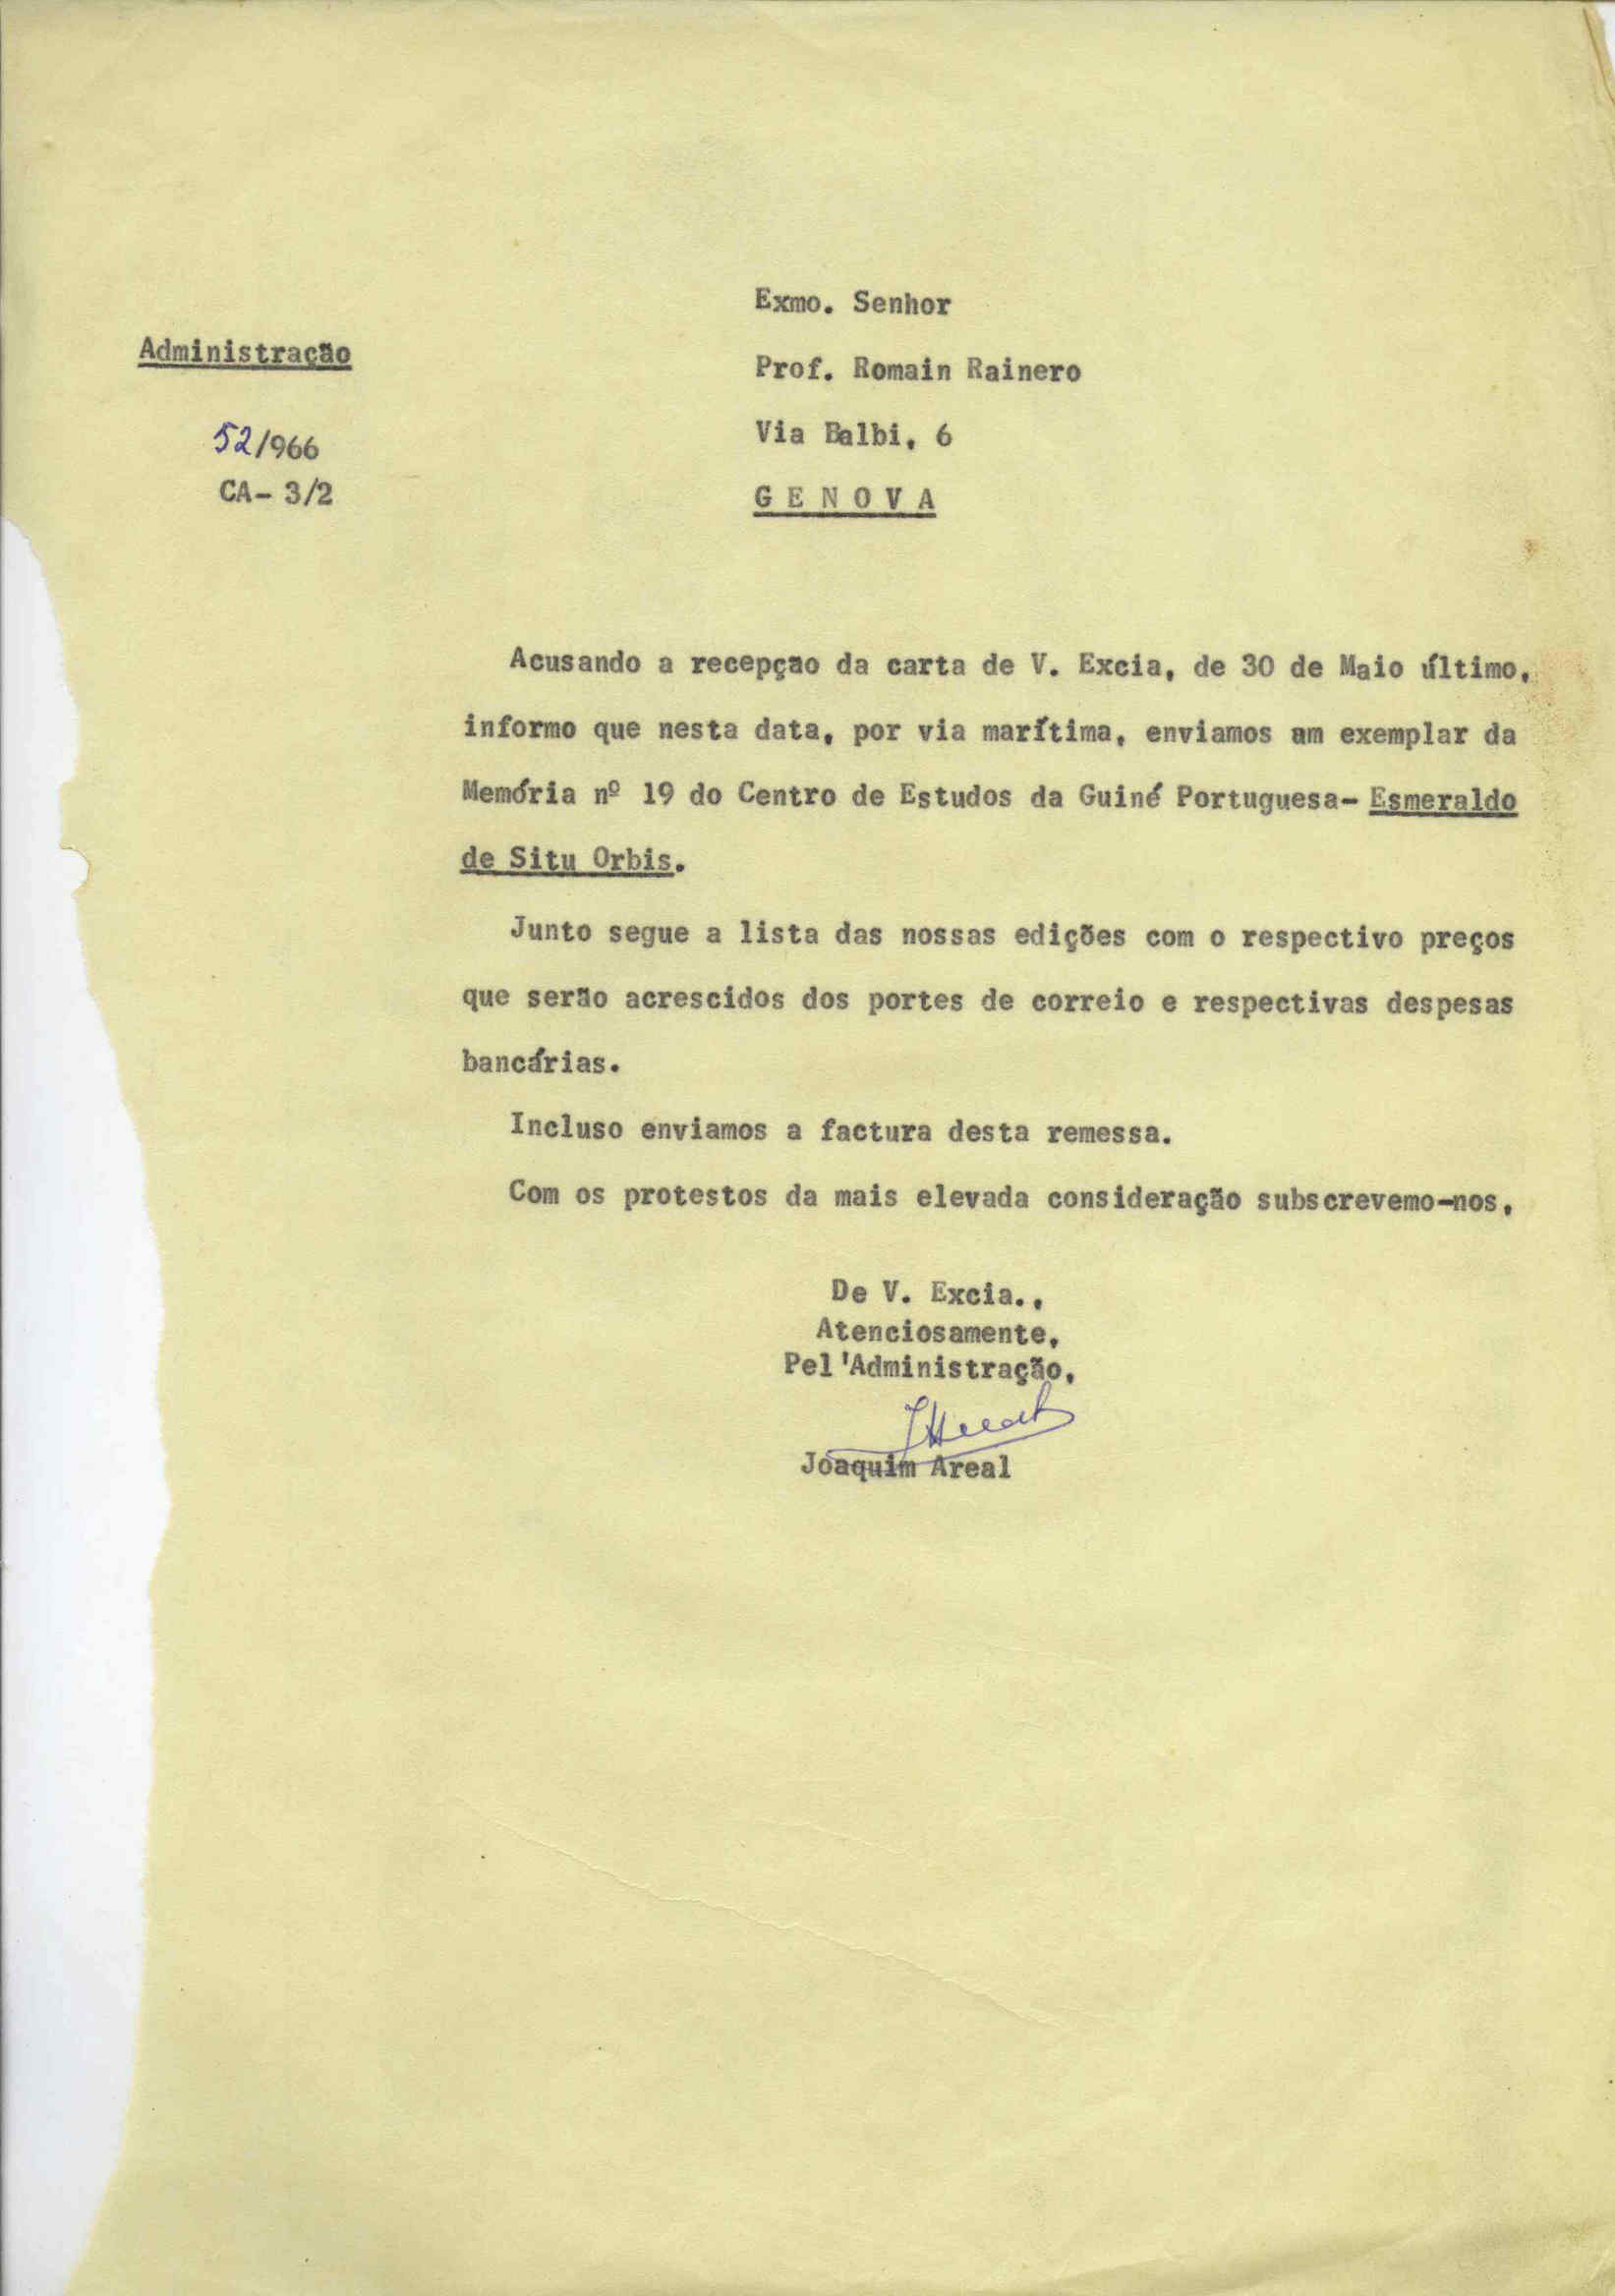 Exmo. Senhor
Administração
Prof. Romain Rainero
52/966
Via Balbi, 6
CA- 3/2
G E N O V A
Acusando a recepçao da carta de V. Excia, de 30 de Maio último,
informo que nesta data, por via marítima, enviamos um exemplar da
Memória nº 19 do Centro de Estudos da Guiné Portuguesa- Esmeraldo
de Situ Orbis.
Junto segue a lista das nossas edições com o respectivo preços
que serão acrescidos dos portes de correio e respectivas despesas
bancárias.
Incluso enviamos a factura desta remessa.
Com os protestos da mais elevada consideração subscrevemo-nos,
De V. Excia.,
Atenciosamente,
Pel'Administração,
Joaquim Areal